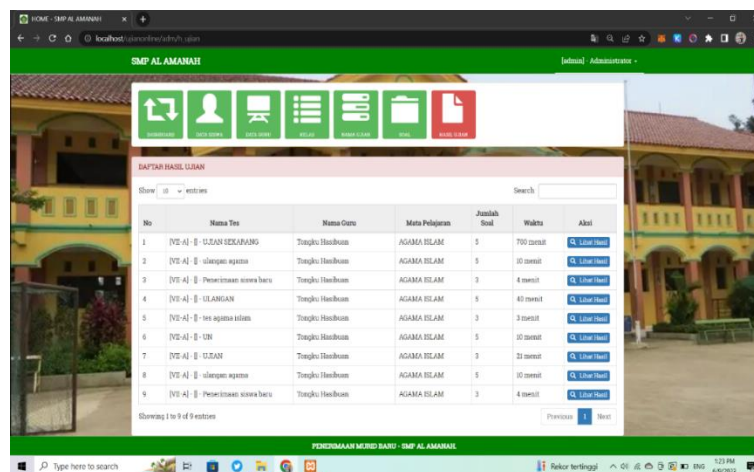 HOME - SMP AL AMANAH
localhost/ujianonline/adm/h_ujian
SMP AL AMANAH
[admin] - Administrator
DASHBOARD DATA SISWA DATA GURU KELAS NAMA UJIAN SOAL HASIL UJIAN
DAFTAR HASIL UJIAN
Show 10 entries Search
No Nama Tes Nama Guru Mata Pelajaran Jumlah Soal Waktu Aksi
1 [VII-A] - [] - UJIAN SEKARANG Tongku Hasibuan AGAMA ISLAM 5 700 menit Lihat Hasil
2 [VII-A] - [] - ulangan agama Tongku Hasibuan AGAMA ISLAM 5 10 menit Lihat Hasil
3 [VII-A] - [] - Penerimaan siswa baru Tongku Hasibuan AGAMA ISLAM 3 4 menit Lihat Hasil
4 [VII-A] - [] - ULANGAN Tongku Hasibuan AGAMA ISLAM 5 40 menit Lihat Hasil
5 [VII-A] - [] - tes agama islam Tongku Hasibuan AGAMA ISLAM 3 3 menit Lihat Hasil
6 [VII-A] - [] - UN Tongku Hasibuan AGAMA ISLAM 5 10 menit Lihat Hasil
7 [VII-A] - [] - UJIAN Tongku Hasibuan AGAMA ISLAM 3 21 menit Lihat Hasil
8 [VII-A] - [] - ulangan agama Tongku Hasibuan AGAMA ISLAM 5 10 menit Lihat Hasil
9 [VII-A] - [] - Penerimaan siswa baru Tongku Hasibuan AGAMA ISLAM 3 4 menit Lihat Hasil
Showing 1 to 9 of 9 entries Previous 1 Next
PENERIMAAN MURID BARU - SMP AL AMANAH.
Type here to search Rekor tertinggi ENG 1:23 PM